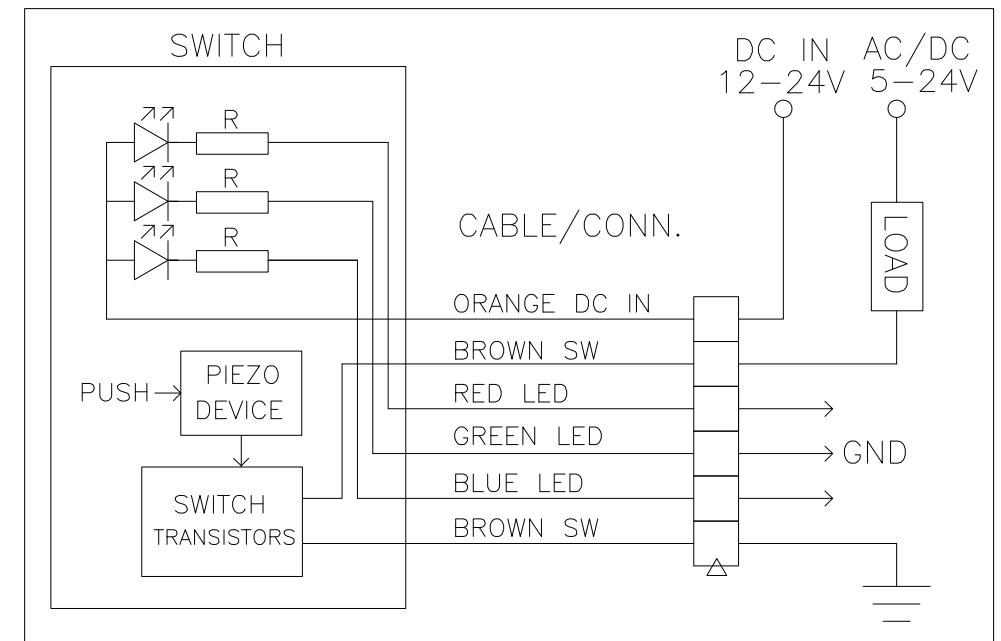 SWITCH
DC IN
12-24V
AC/DC
5-24V
R
R
R
CABLE/CONN.
LOAD
ORANGE DC IN
BROWN SW
RED LED
GREEN LED
BLUE LED
BROWN SW
GND
PUSH
PIEZO
DEVICE
SWITCH
TRANSISTORS